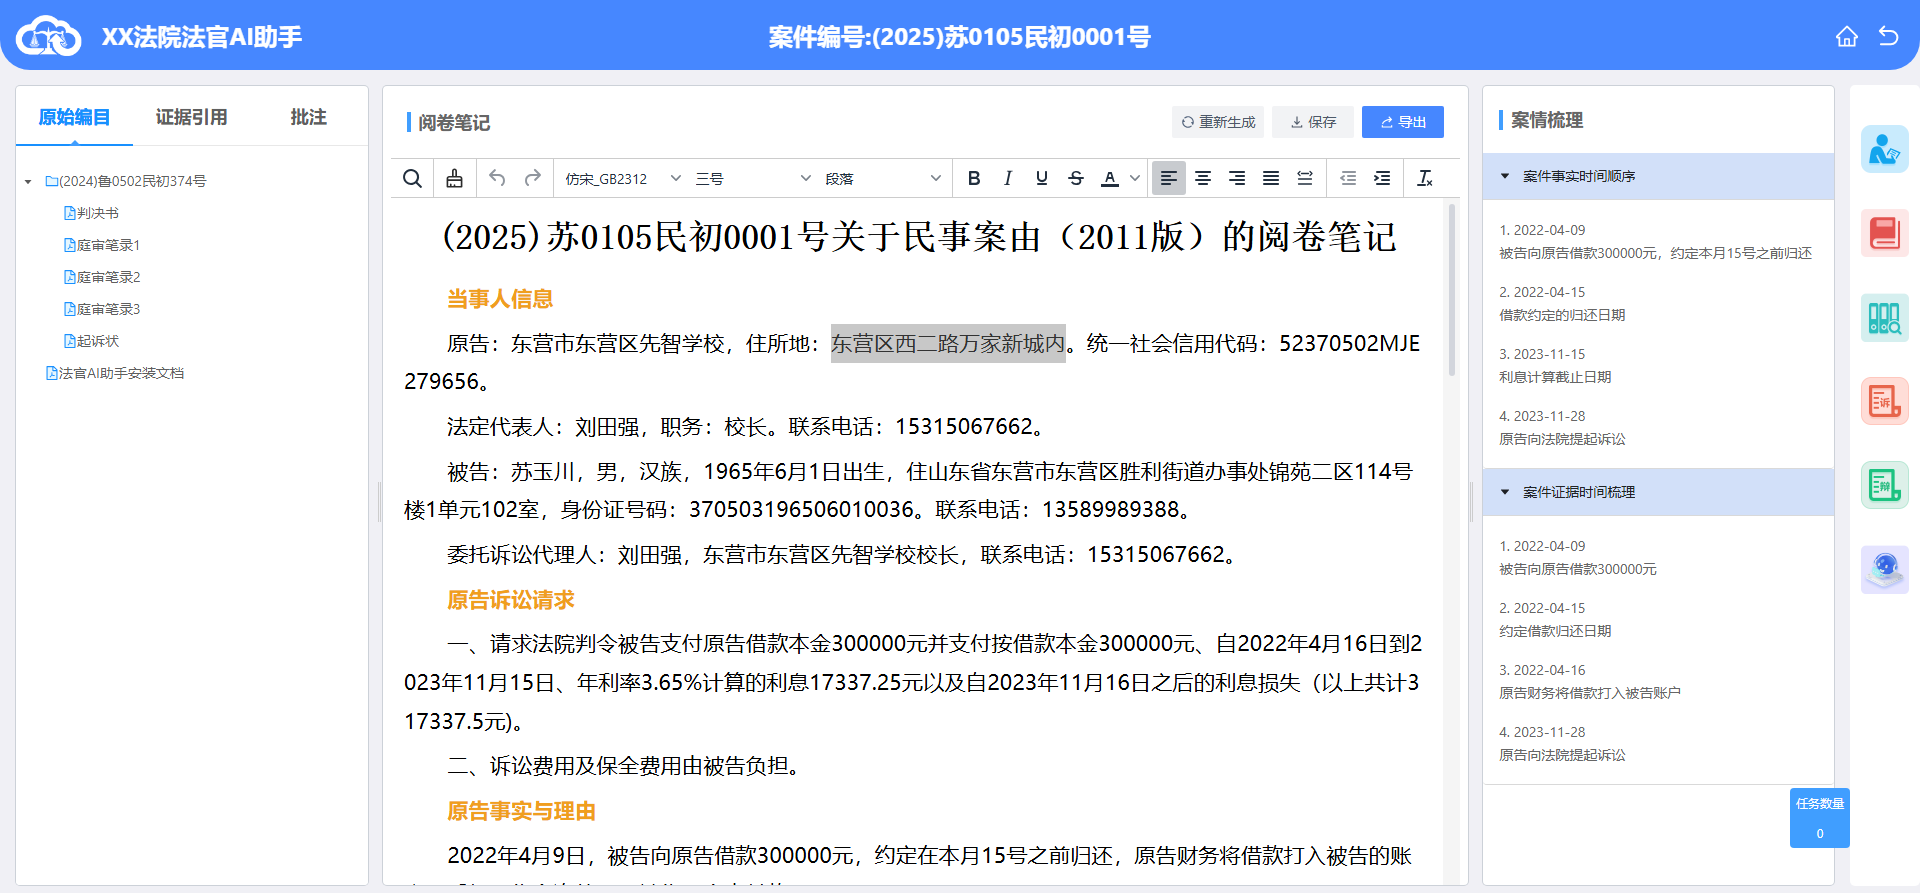 XX法院法官AI助手
案件编号:(2025)苏0105民初0001号
原始编目 证据引用 批注
(2024)鲁0502民初374号
判决书
庭审笔录1
庭审笔录2
庭审笔录3
起诉状
法官AI助手安装文档
阅卷笔记
重新生成 保存 导出
仿宋_GB2312 三号 段落
(2025)苏0105民初0001号关于民事案由（2011版）的阅卷笔记
当事人信息
原告：东营市东营区先智学校，住所地：东营区西二路万家新城内。统一社会信用代码：52370502MJE
279656。
法定代表人：刘田强，职务：校长。联系电话：15315067662。
被告：苏玉川，男，汉族，1965年6月1日出生，住山东省东营市东营区胜利街道办事处锦苑二区114号
楼1单元102室，身份证号码：370503196506010036。联系电话：13589989388。
委托诉讼代理人：刘田强，东营市东营区先智学校校长，联系电话：15315067662。
原告诉讼请求
一、请求法院判令被告支付原告借款本金300000元并支付按借款本金300000元、自2022年4月16日到2
023年11月15日、年利率3.65%计算的利息17337.25元以及自2023年11月16日之后的利息损失（以上共计3
17337.5元)。
二、诉讼费用及保全费用由被告负担。
原告事实与理由
2022年4月9日，被告向原告借款300000元，约定在本月15号之前归还，原告财务将借款打入被告的账
案情梳理
案件事实时间顺序
1. 2022-04-09
被告向原告借款300000元，约定本月15号之前归还
2. 2022-04-15
借款约定的归还日期
3. 2023-11-15
利息计算截止日期
4. 2023-11-28
原告向法院提起诉讼
案件证据时间梳理
1. 2022-04-09
被告向原告借款300000元
2. 2022-04-15
约定借款归还日期
3. 2022-04-16
原告财务将借款打入被告账户
4. 2023-11-28
原告向法院提起诉讼
任务数量
0
诉
辩